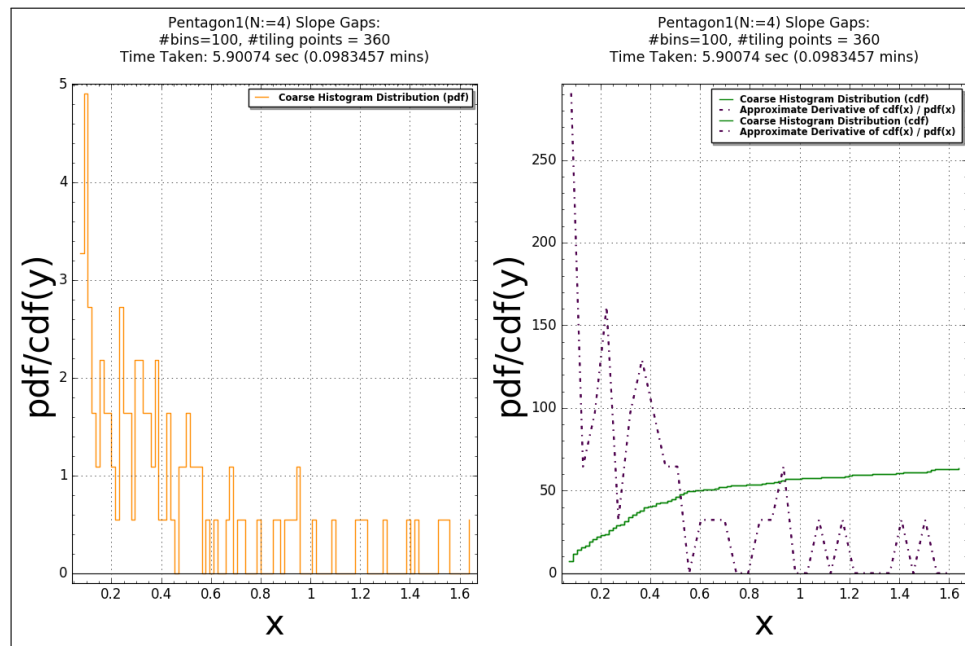 Pentagon1(N:=4) Slope Gaps:
#bins=100, #tiling points = 360
Time Taken: 5.90074 sec (0.0983457 mins)
Coarse Histogram Distribution (pdf)
5
4
3
2
1
0
pdf/cdf(y)
0.2 0.4 0.6 0.8 1 1.2 1.4 1.6
x
Pentagon1(N:=4) Slope Gaps:
#bins=100, #tiling points = 360
Time Taken: 5.90074 sec (0.0983457 mins)
Coarse Histogram Distribution (cdf)
Approximate Derivative of cdf(x) / pdf(x)
Coarse Histogram Distribution (cdf)
Approximate Derivative of cdf(x) / pdf(x)
250
200
150
100
50
0
pdf/cdf(y)
0.2 0.4 0.6 0.8 1 1.2 1.4 1.6
x